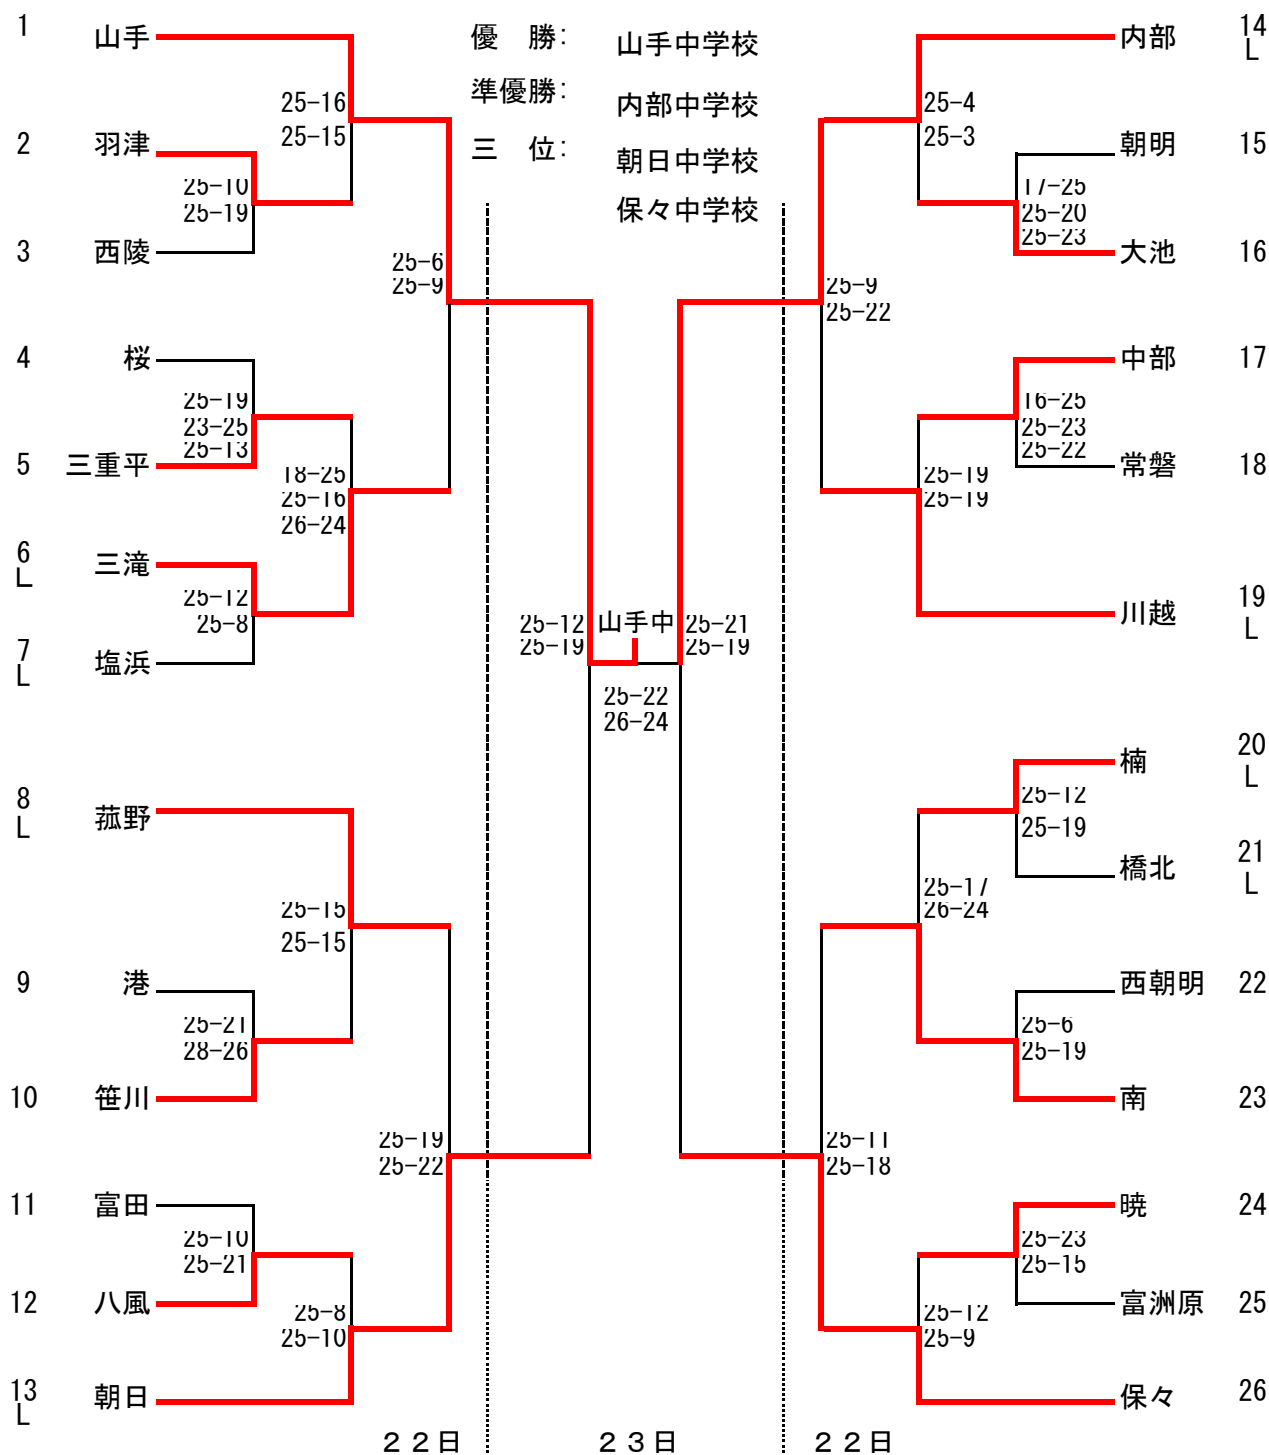 優　勝： 山手中学校
準優勝： 内部中学校
三　位： 朝日中学校
保々中学校
1 山手
25-16
25-15
2 羽津
25-10
25-19
3 西陵
25-6
25-9
4 桜
25-19
23-25
25-13
5 三重平
18-25
25-16
26-24
6 L 三滝
25-12
25-8
7 L 塩浜
8 L 菰野
25-15
25-15
9 港
25-21
28-26
10 笹川
25-19
25-22
11 富田
25-10
25-21
12 八風
25-8
25-10
13 L 朝日
25-12
25-19
山手中
25-21
25-19
25-22
26-24
内部 14 L
25-4
25-3
朝明 15
17-25
25-20
25-23
大池 16
25-9
25-22
中部 17
16-25
25-23
25-22
常磐 18
25-19
25-19
川越 19 L
楠 20 L
25-12
25-19
橋北 21 L
25-17
26-24
西朝明 22
25-6
25-19
南 23
25-11
25-18
暁 24
25-23
25-15
富洲原 25
25-12
25-9
保々 26
２２日 ２３日 ２２日